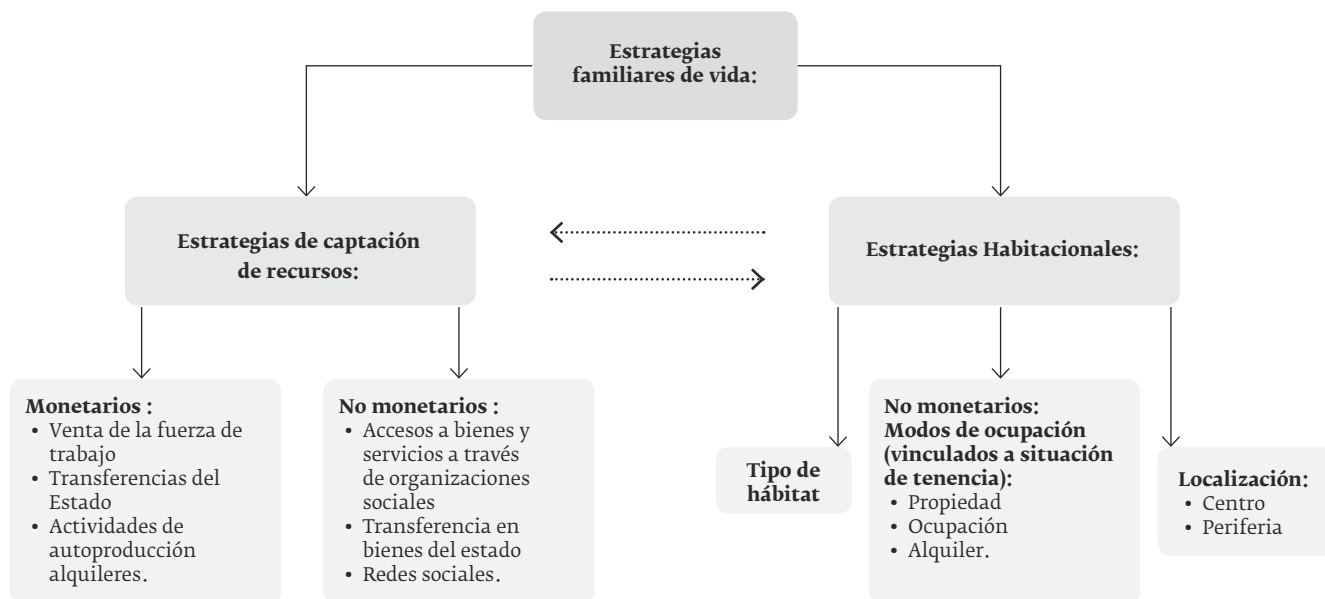 Estrategias
familiares de vida:
Estrategias de captación
de recursos:
Estrategias Habitacionales:
Monetarios :
• Venta de la fuerza de
trabajo
• Transferencias del
Estado
• Actividades de
autoproducción
alquileres.
No monetarios :
• Accesos a bienes y
servicios a través
de organizaciones
sociales
• Transferencia en
bienes del estado
• Redes sociales.
Tipo de
hábitat
No monetarios:
Modos de ocupación
(vinculados a situación
de tenencia):
• Propiedad
• Ocupación
• Alquiler.
Localización:
• Centro
• Periferia